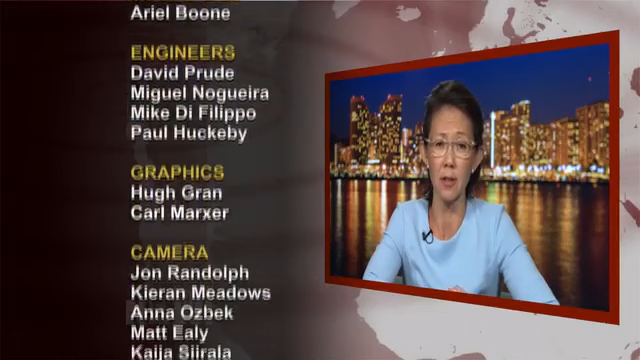 Ariel Boone
ENGINEERS
David Prude
Miguel Nogueira
Mike Di Filippo
Paul Huckeby
GRAPHICS
Hugh Gran
Carl Marxer
CAMERA
Jon Randolph
Kieran Meadows
Anna Ozbek
Matt Ealy
Kaija Siirala